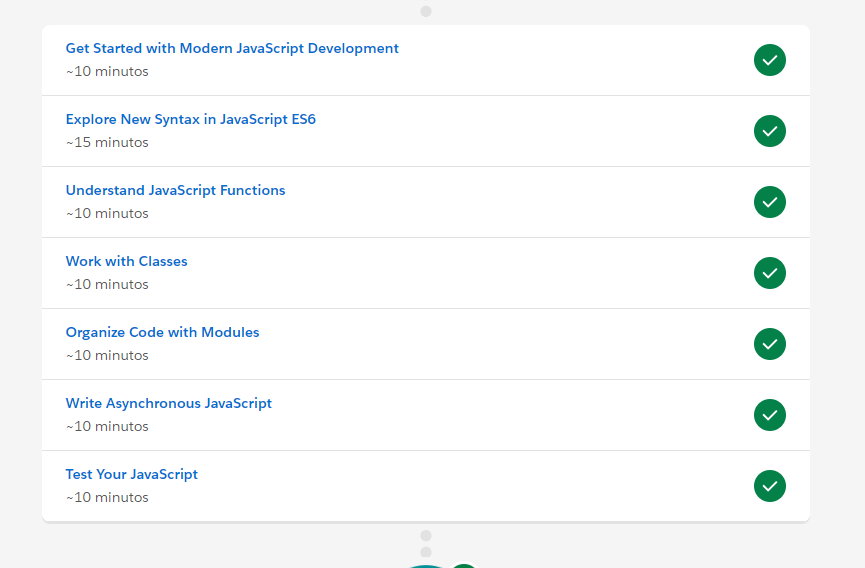 Get Started with Modern JavaScript Development
~10 minutos
Explore New Syntax in JavaScript ES6
~15 minutos
Understand JavaScript Functions
~10 minutos
Work with Classes
~10 minutos
Organize Code with Modules
~10 minutos
Write Asynchronous JavaScript
~10 minutos
Test Your JavaScript
~10 minutos